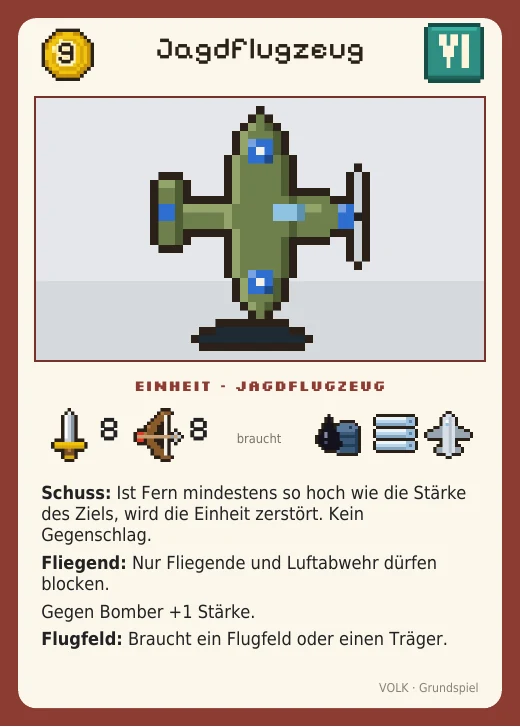 9 Jagdflugzeug VI
EINHEIT - JAGDFLUGZEUG
8 8 braucht
Schuss: Ist Fern mindestens so hoch wie die Stärke
des Ziels, wird die Einheit zerstört. Kein
Gegenschlag.
Fliegend: Nur Fliegende und Luftabwehr dürfen
blocken.
Gegen Bomber +1 Stärke.
Flugfeld: Braucht ein Flugfeld oder einen Träger.
VOLK · Grundspiel